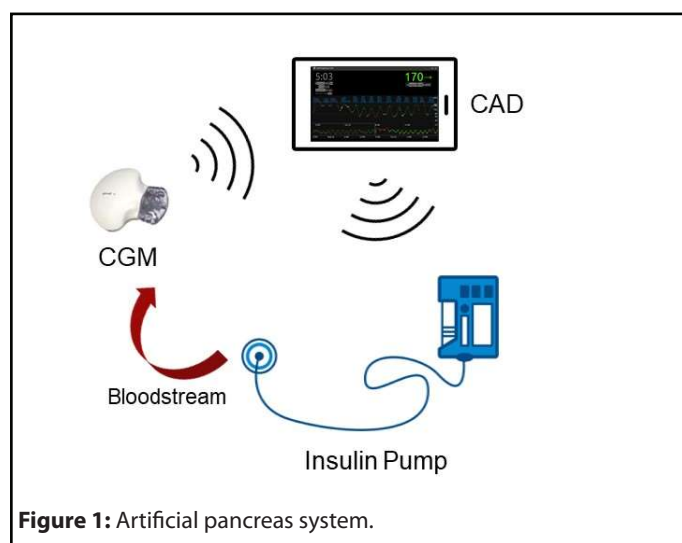 5:03
170
CAD
CGM
Bloodstream
Insulin Pump
Figure 1: Artificial pancreas system.